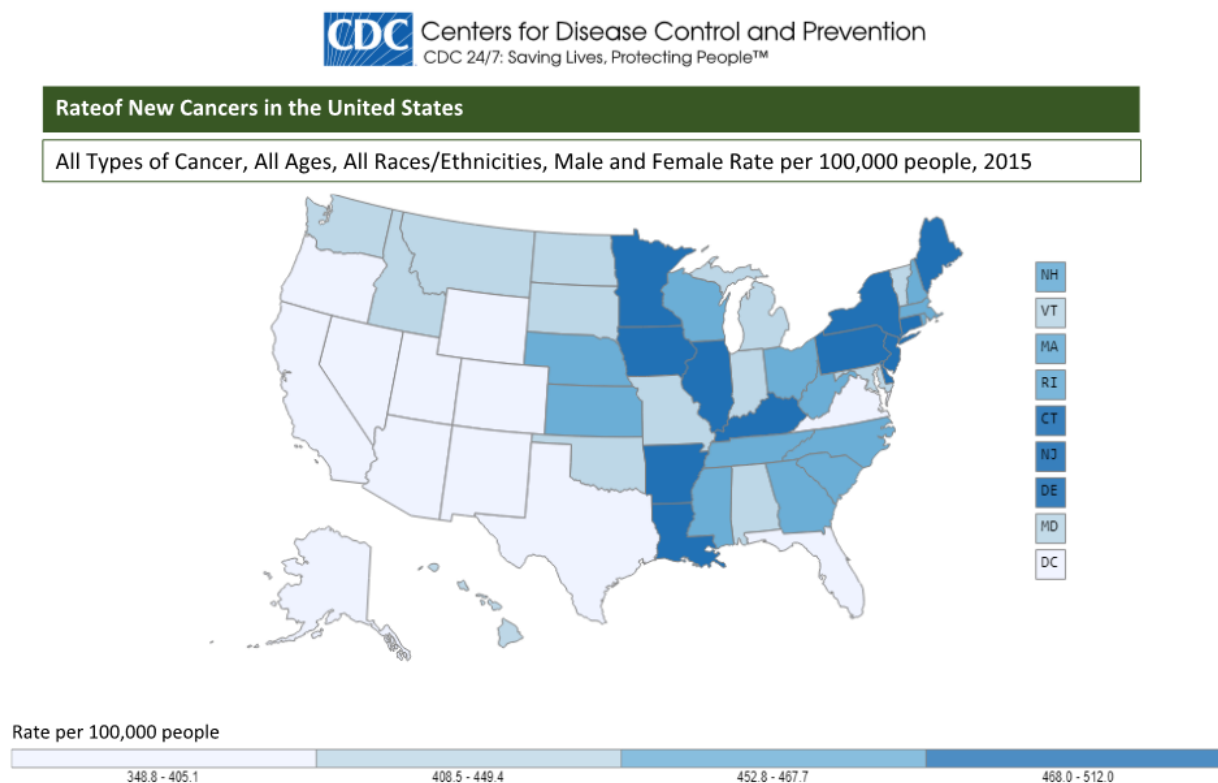 CDC Centers for Disease Control and Prevention
CDC 24/7: Saving Lives, Protecting People™
Rateof New Cancers in the United States
All Types of Cancer, All Ages, All Races/Ethnicities, Male and Female Rate per 100,000 people, 2015
NH
VT
MA
RI
CT
NJ
DE
MD
DC
Rate per 100,000 people
348.8 - 405.1 408.5 - 449.4 452.8 - 467.7 468.0 - 512.0